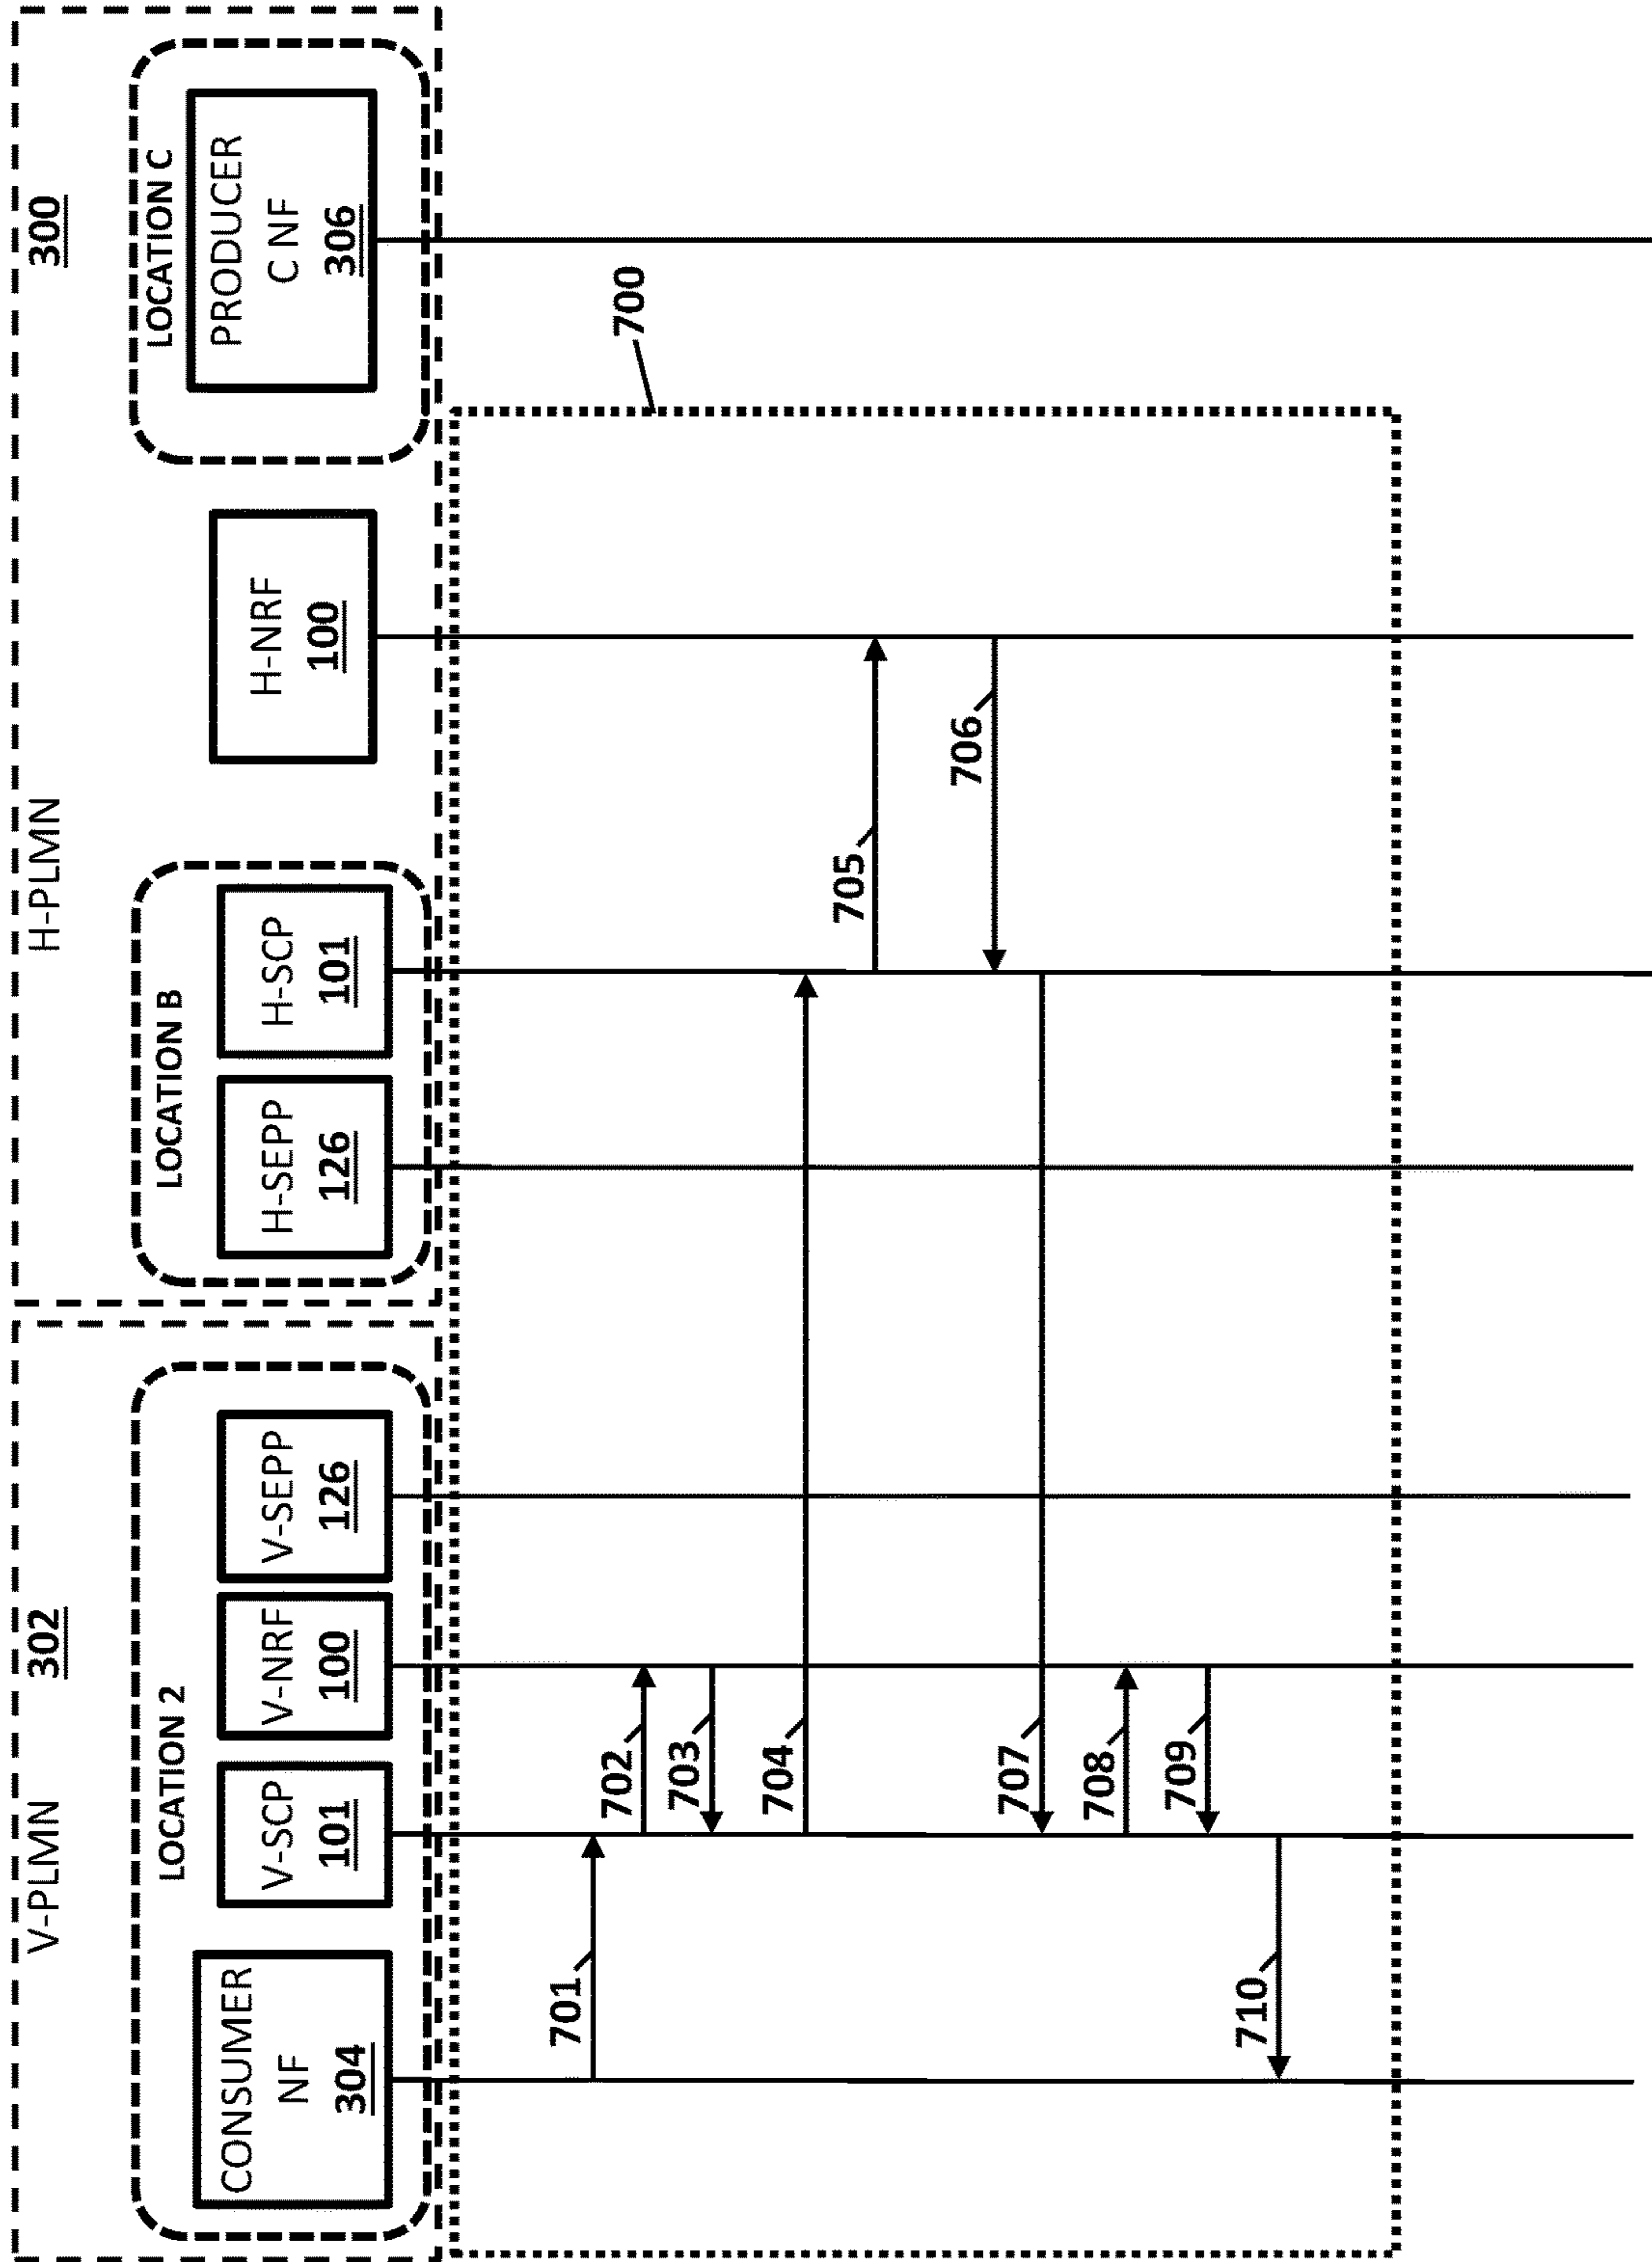 V-PLMN
302
H-PLMN
300
LOCATION 2
LOCATION B
LOCATION C
CONSUMER
NF
304
V-SCP
101
V-NRF
100
V-SEPP
126
H-SEPP
126
H-SCP
101
H-NRF
100
PRODUCER
C NF
306
700
701
702
703
704
705
706
707
708
709
710